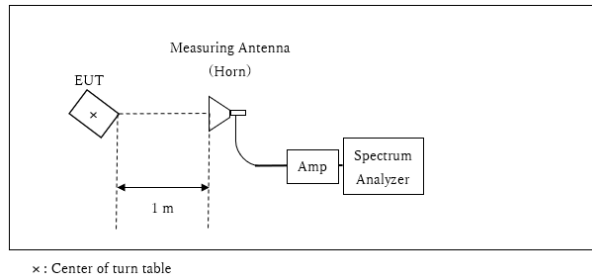 Measuring Antenna
(Horn)
EUT
×
Amp
Spectrum
Analyzer
1 m
× : Center of turn table